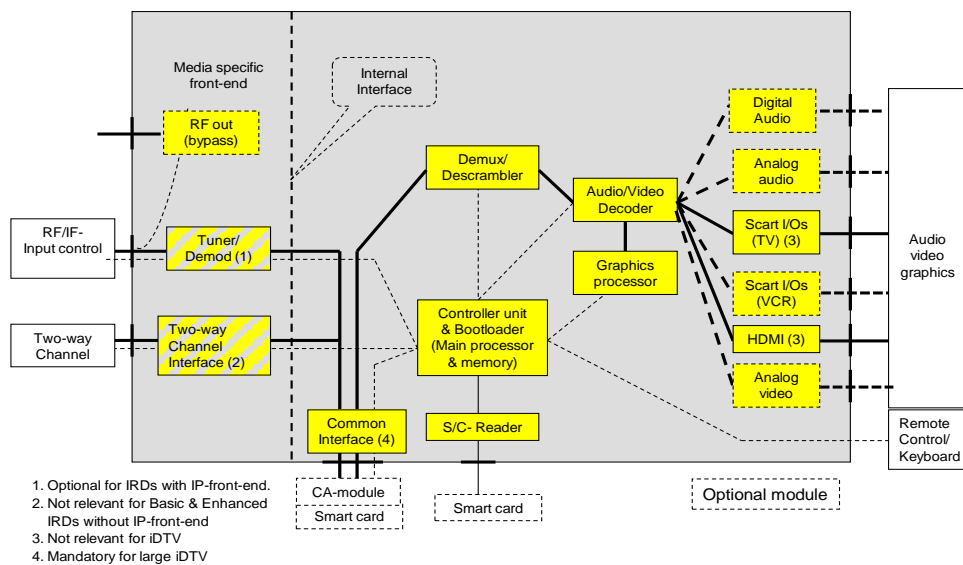 Media specific
front-end
Internal
Interface
RF out
(bypass)
Digital
Audio
Demux/
Descrambler
Analog
audio
Audio/Video
Decoder
RF/IF-
Input control
Tuner/
Demod (1)
Scart I/Os
(TV) (3)
Audio
video
graphics
Graphics
processor
Scart I/Os
(VCR)
Two-way
Channel
Two-way
Channel
Interface (2)
Controller unit
& Bootloader
(Main processor
& memory)
HDMI (3)
Analog
video
Common
Interface (4)
S/C- Reader
Remote
Control/
Keyboard
CA-module
Smart card
Smart card
Optional module
1. Optional for IRDs with IP-front-end.
2. Not relevant for Basic & Enhanced
IRDs without IP-front-end
3. Not relevant for iDTV
4. Mandatory for large iDTV